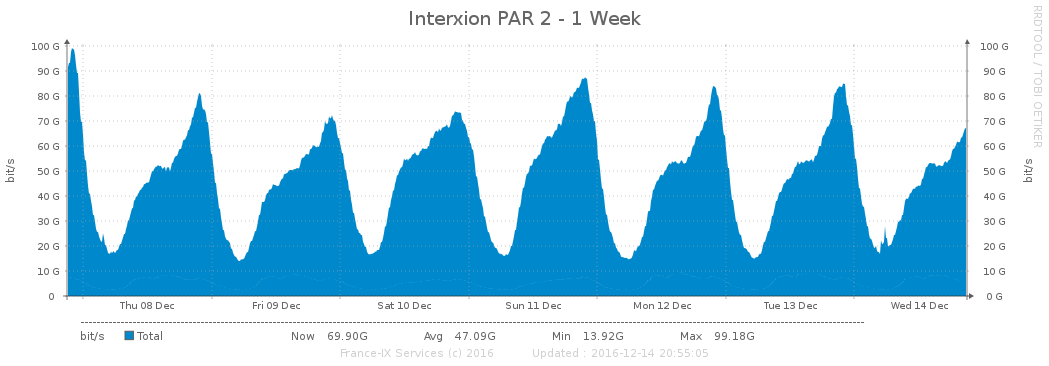 Interxion PAR 2 - 1 Week
RRDTOOL / TOBI OETIKER
bit/s
100 G 100 G
90 G 90 G
80 G 80 G
70 G 70 G
60 G 60 G
50 G 50 G
40 G 40 G
30 G 30 G
20 G 20 G
10 G 10 G
0 0 G
bit/s
Thu 08 Dec Fri 09 Dec Sat 10 Dec Sun 11 Dec Mon 12 Dec Tue 13 Dec Wed 14 Dec
bit/s Total Now 69.90G Avg 47.09G Min 13.92G Max 99.18G
France-IX Services (c) 2016 Updated : 2016-12-14 20:55:05